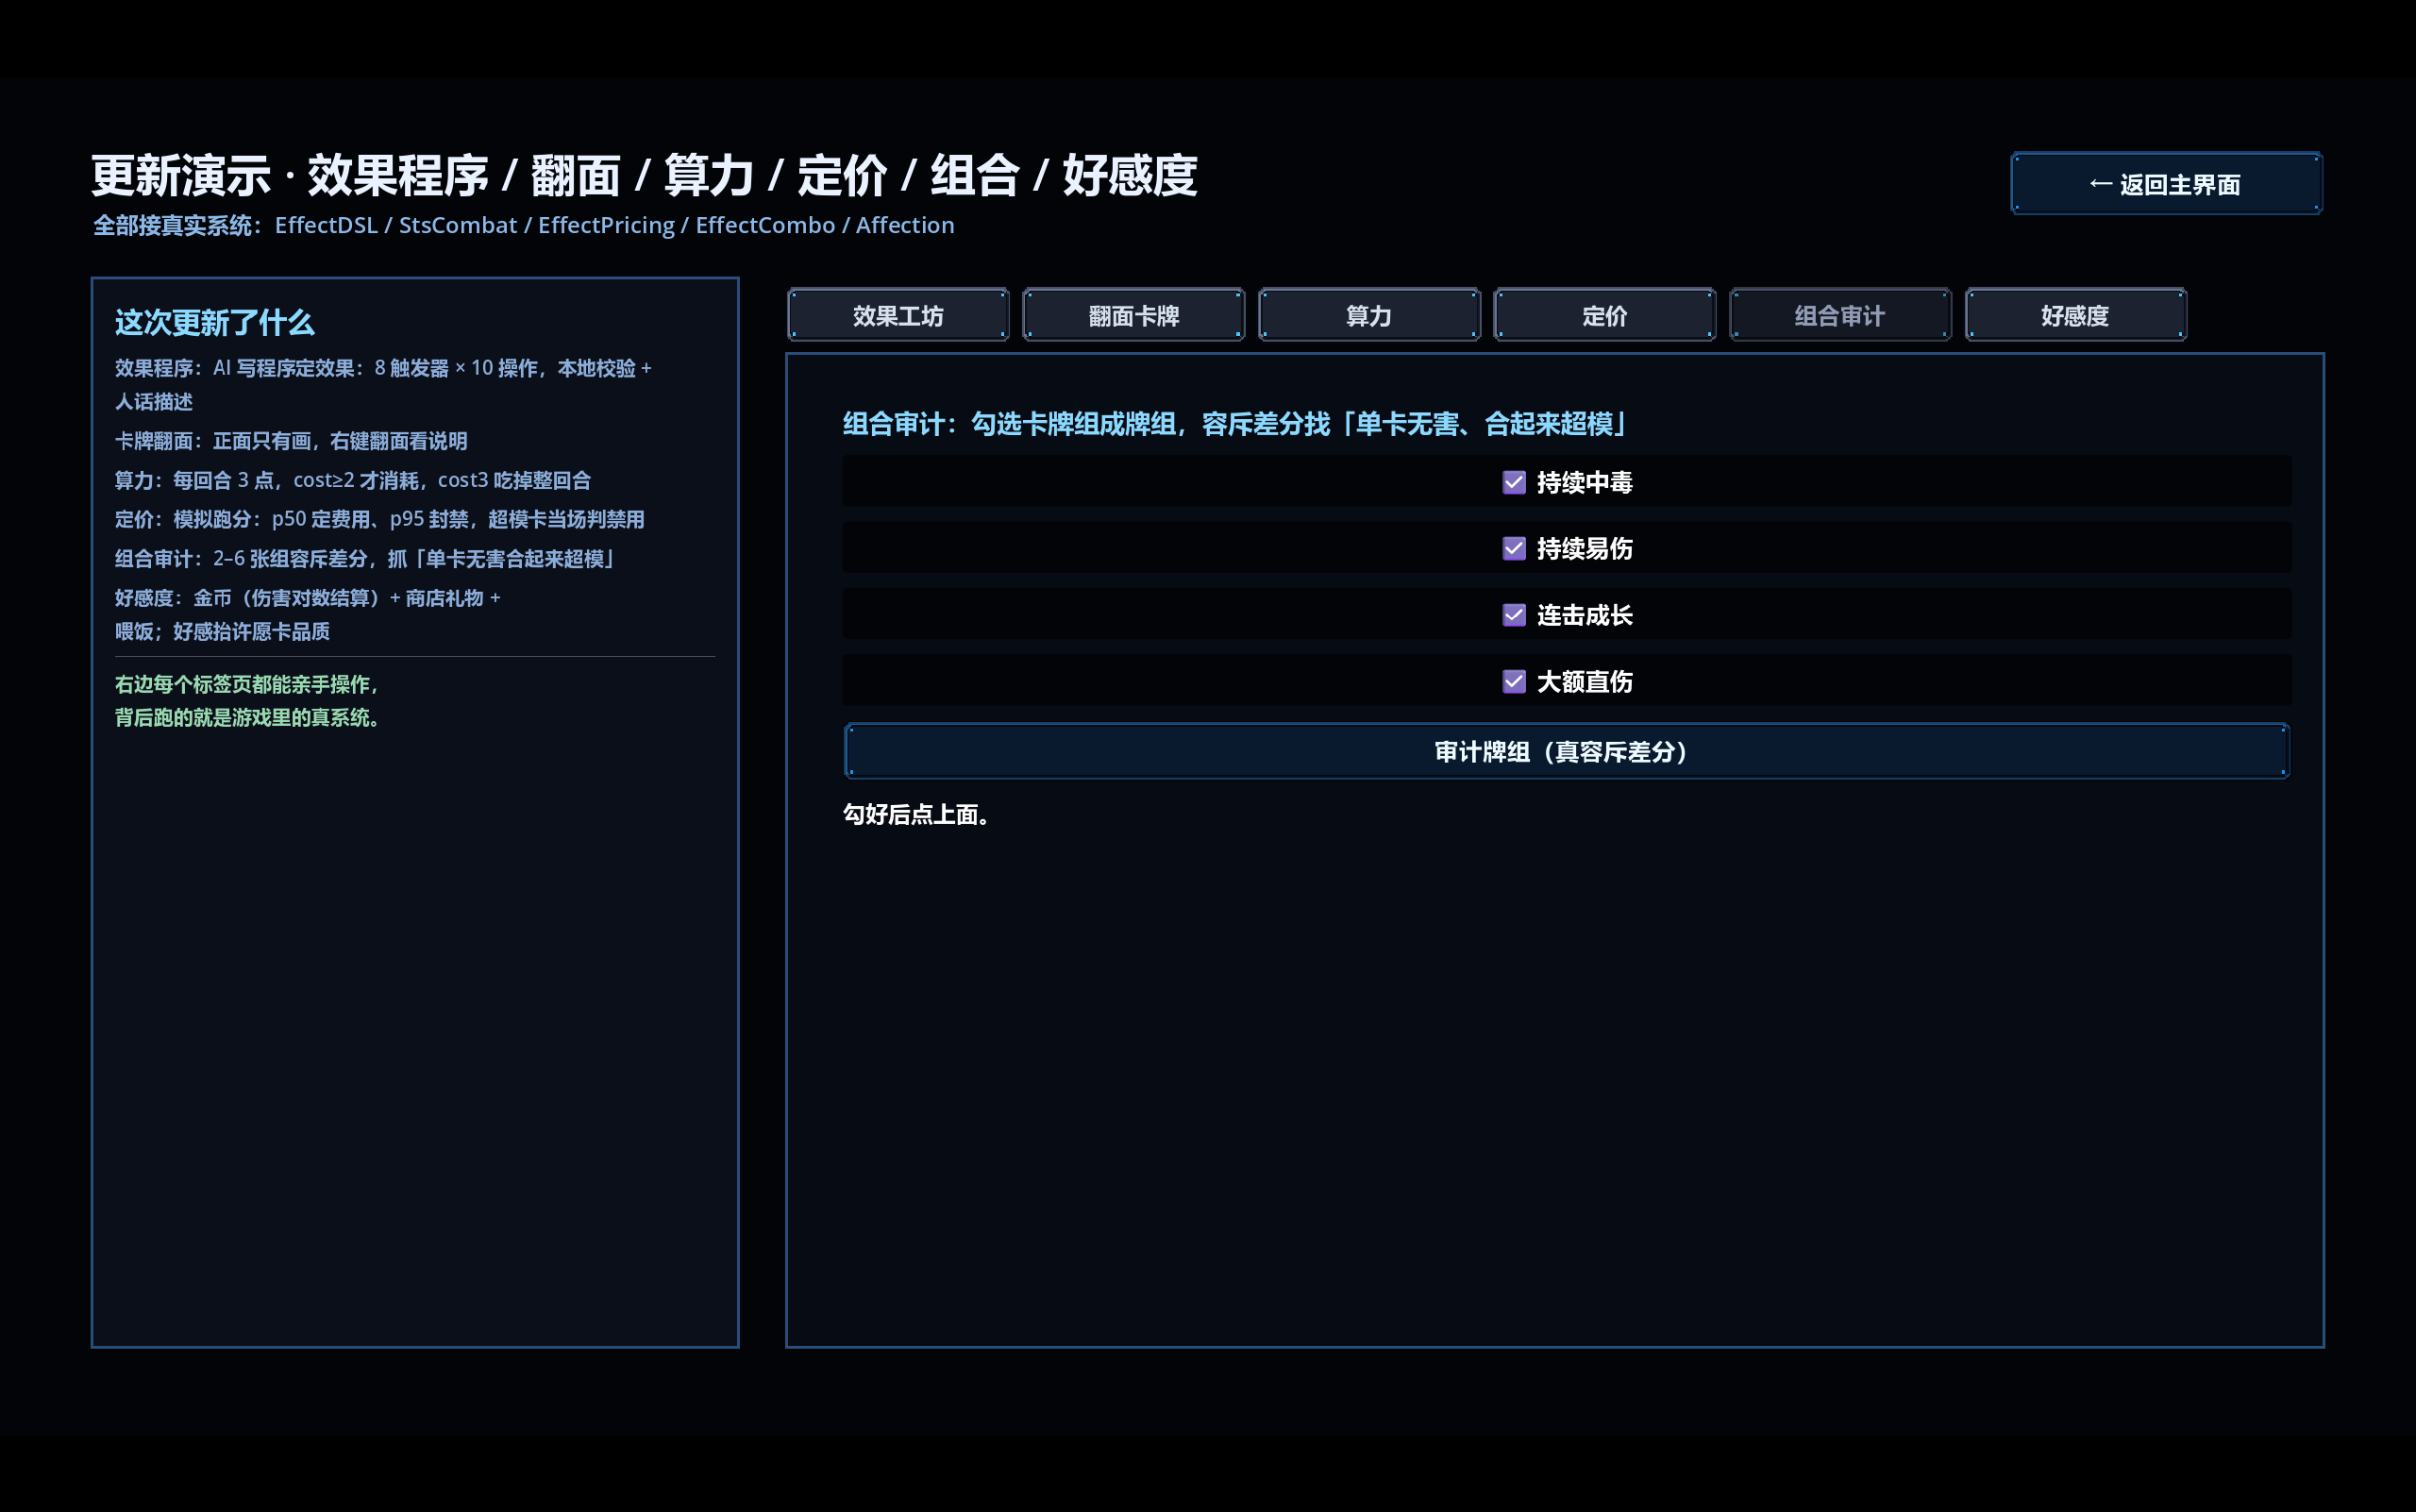 更新演示 · 效果程序 / 翻面 / 算力 / 定价 / 组合 / 好感度
← 返回主界面
全部接真实系统：EffectDSL / StsCombat / EffectPricing / EffectCombo / Affection
这次更新了什么
效果程序：AI 写程序定效果：8 触发器 × 10 操作，本地校验 +
人话描述
卡牌翻面：正面只有画，右键翻面看说明
算力：每回合 3 点，cost≥2 才消耗，cost3 吃掉整回合
定价：模拟跑分：p50 定费用、p95 封禁，超模卡当场判禁用
组合审计：2–6 张组容斥差分，抓「单卡无害合起来超模」
好感度：金币（伤害对数结算）+ 商店礼物 +
喂饭；好感抬许愿卡品质
右边每个标签页都能亲手操作，
背后跑的就是游戏里的真系统。
效果工坊
翻面卡牌
算力
定价
组合审计
好感度
组合审计：勾选卡牌组成牌组，容斥差分找「单卡无害、合起来超模」
持续中毒
持续易伤
连击成长
大额直伤
审计牌组（真容斥差分）
勾好后点上面。